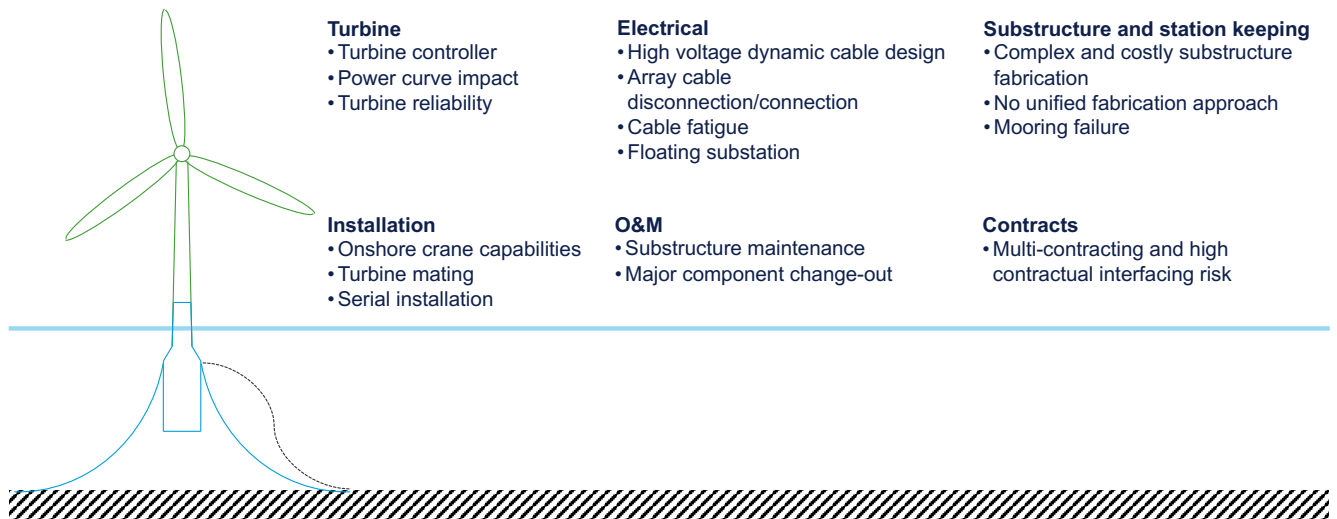 Turbine
• Turbine controller
• Power curve impact
• Turbine reliability
Electrical
• High voltage dynamic cable design
• Array cable
disconnection/connection
• Cable fatigue
• Floating substation
Substructure and station keeping
• Complex and costly substructure
fabrication
• No unified fabrication approach
• Mooring failure
Installation
• Onshore crane capabilities
• Turbine mating
• Serial installation
O&M
• Substructure maintenance
• Major component change-out
Contracts
• Multi-contracting and high
contractual interfacing risk